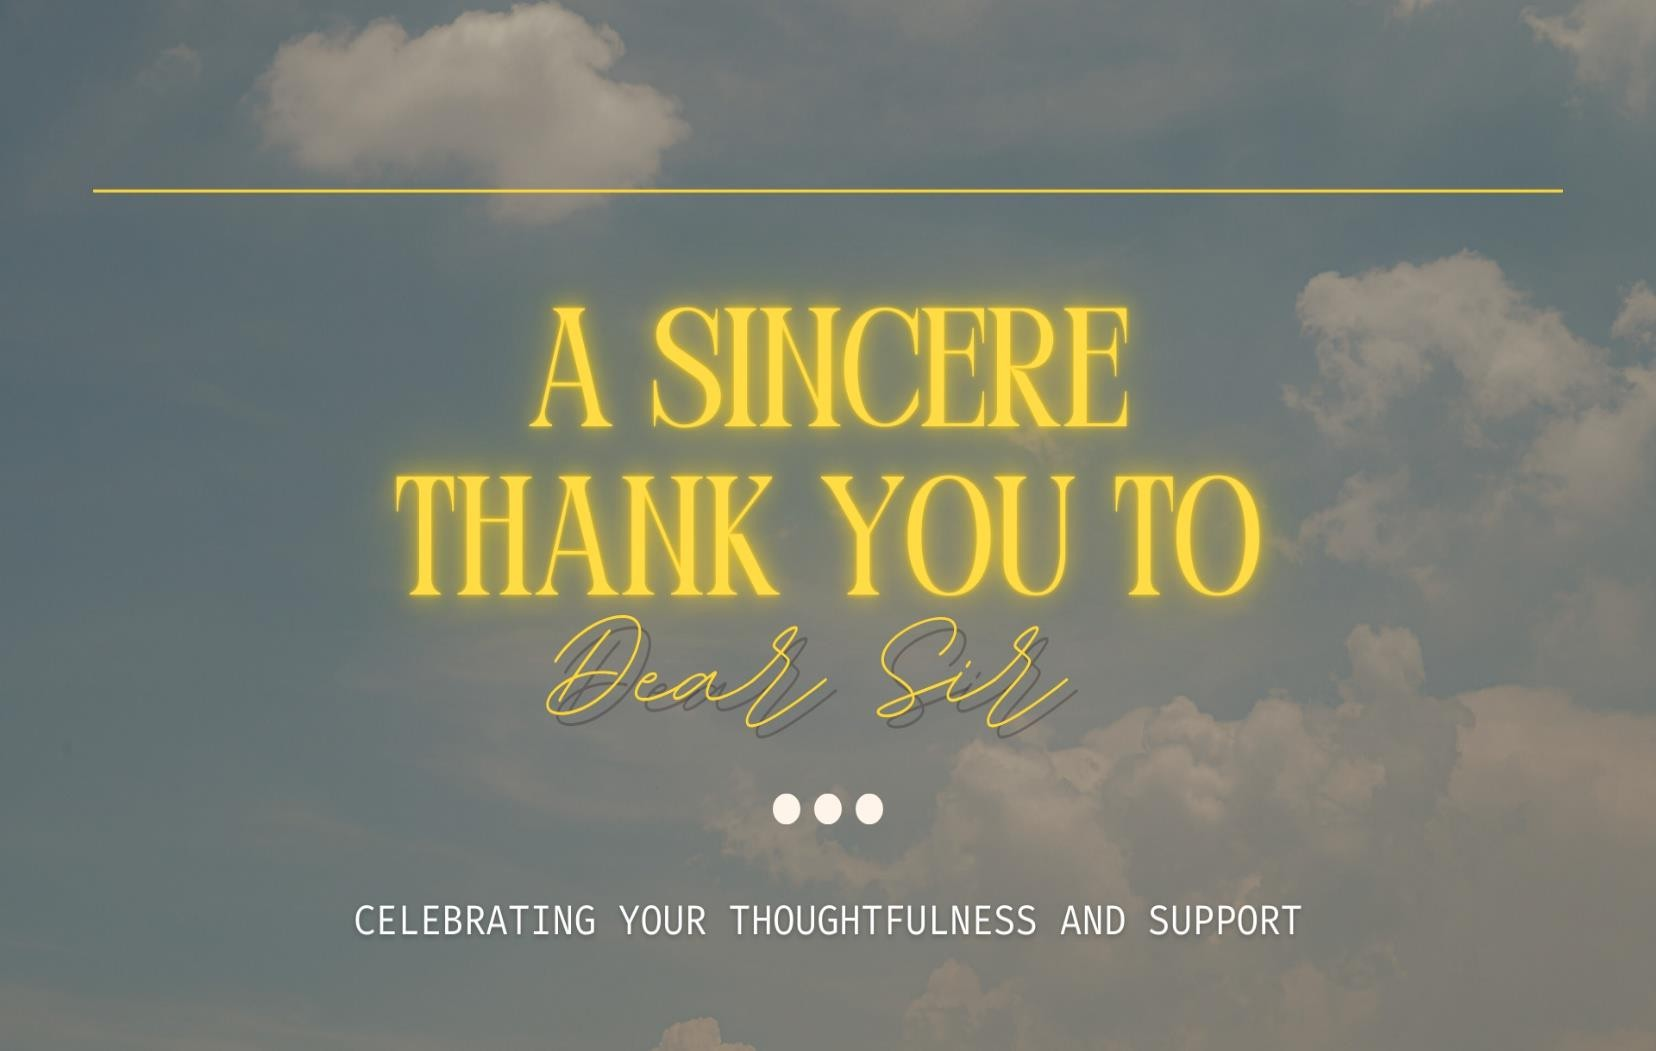 A SINCERE
THANK YOU TO
Dear Sir
CELEBRATING YOUR THOUGHTFULNESS AND SUPPORT